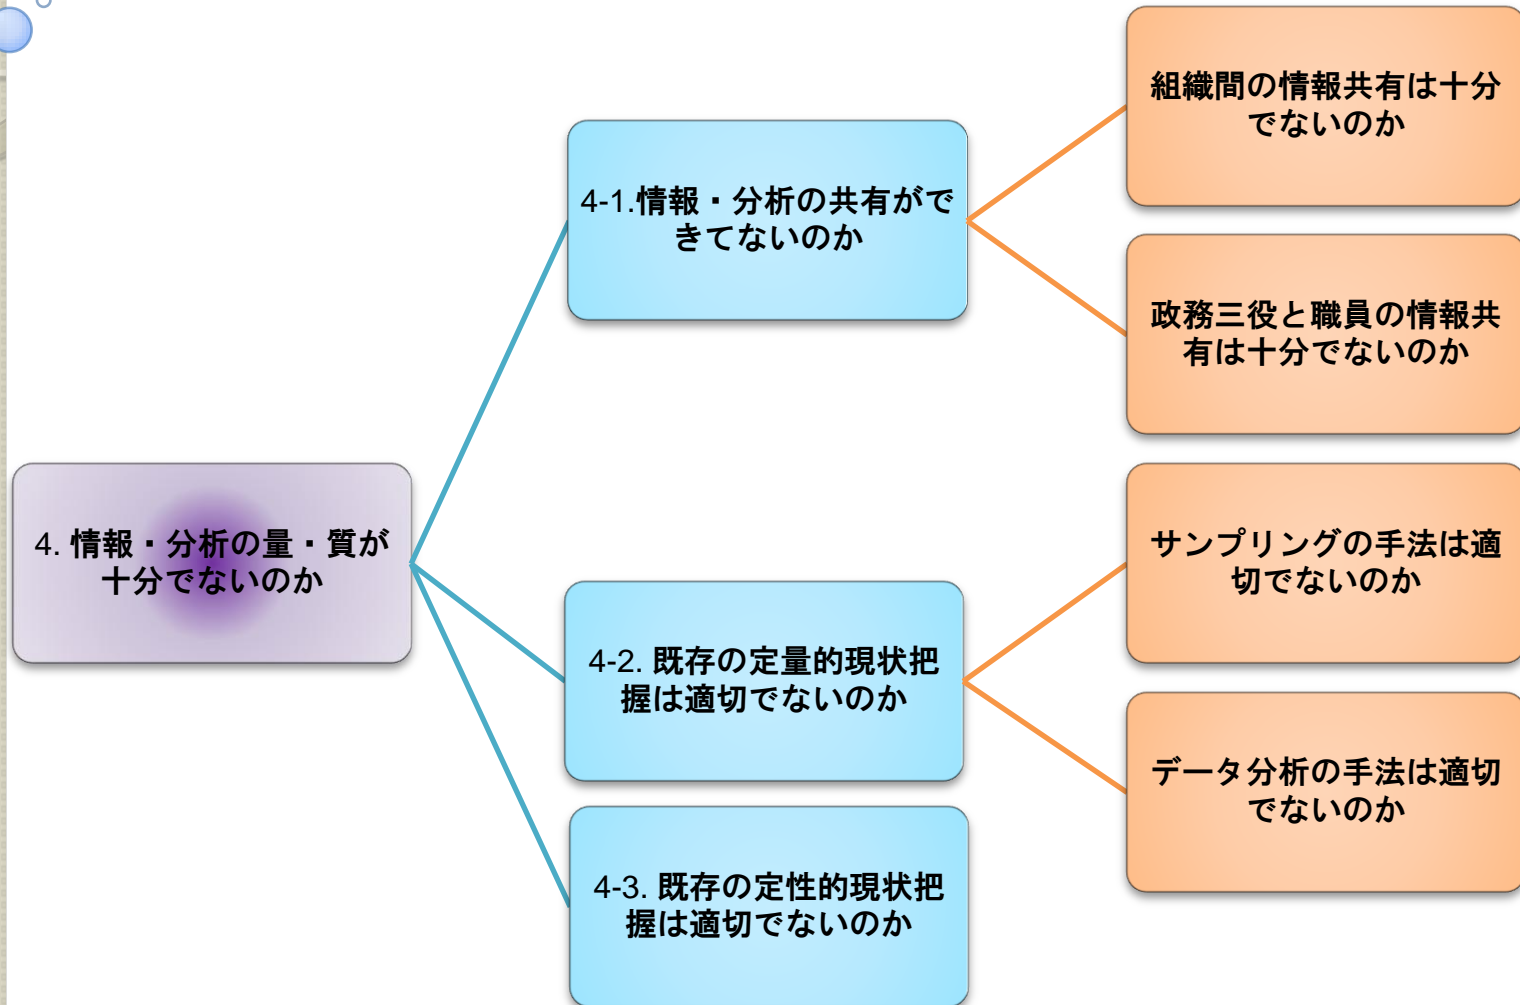 組織間の情報共有は十分
でないのか
4-1.情報・分析の共有がで
きてないのか
政務三役と職員の情報共
有は十分でないのか
4. 情報・分析の量・質が
十分でないのか
サンプリングの手法は適
切でないのか
4-2. 既存の定量的現状把
握は適切でないのか
データ分析の手法は適切
でないのか
4-3. 既存の定性的現状把
握は適切でないのか